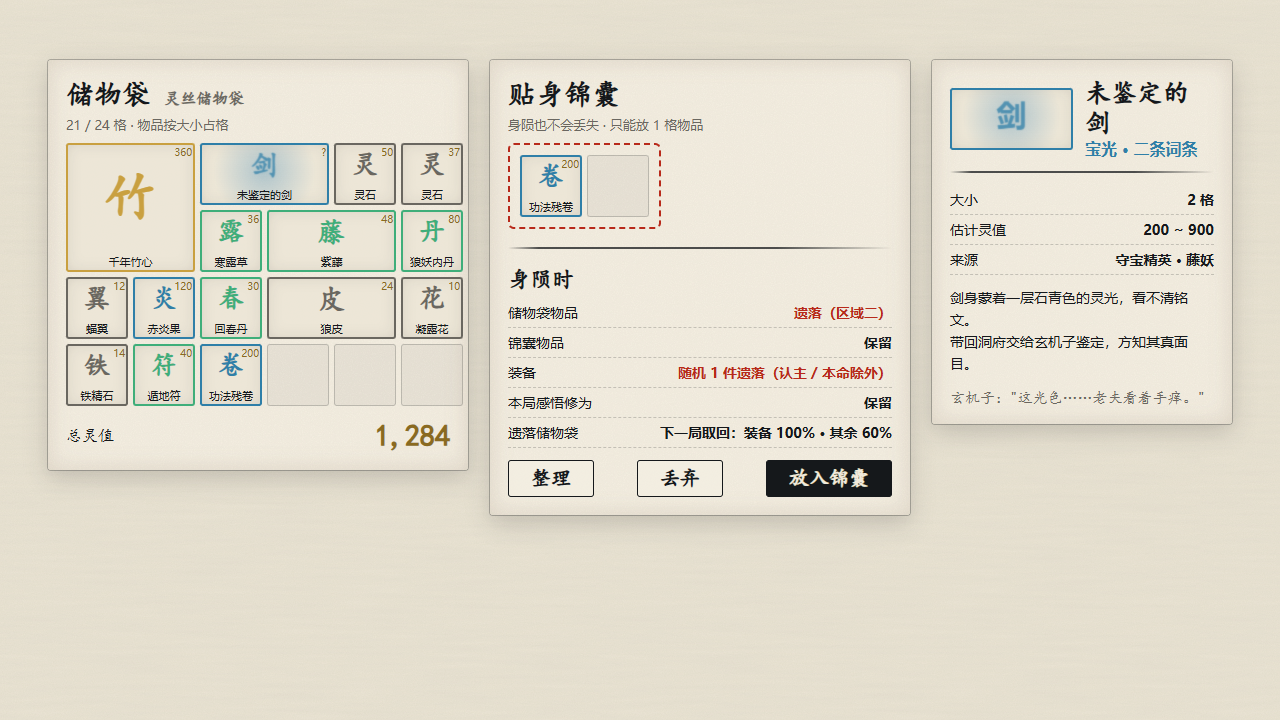 储物袋 灵丝储物袋
21 / 24 格 · 物品按大小占格
360
竹
千年竹心
?
剑
未鉴定的剑
50
灵
灵石
37
灵
灵石
36
露
寒露草
48
藤
紫藤
80
丹
狼妖内丹
12
翼
蝠翼
120
炎
赤炎果
30
春
回春丹
24
皮
狼皮
10
花
凝露花
14
铁
铁精石
40
符
遁地符
200
卷
功法残卷
总灵值 1,284
贴身锦囊
身陨也不会丢失 · 只能放 1 格物品
200
卷
功法残卷
身陨时
储物袋物品 遗落（区域二）
锦囊物品 保留
装备 随机 1 件遗落（认主 / 本命除外）
本局感悟修为 保留
遗落储物袋 下一局取回：装备 100% • 其余 60%
整理 丢弃 放入锦囊
剑
未鉴定的
剑
宝光 • 二条词条
大小 2 格
估计灵值 200 ~ 900
来源 守宝精英 • 藤妖
剑身蒙着一层石青色的灵光，看不清铭
文。
带回洞府交给玄机子鉴定，方知其真面
目。
玄机子："这光色……老夫看着手痒。"